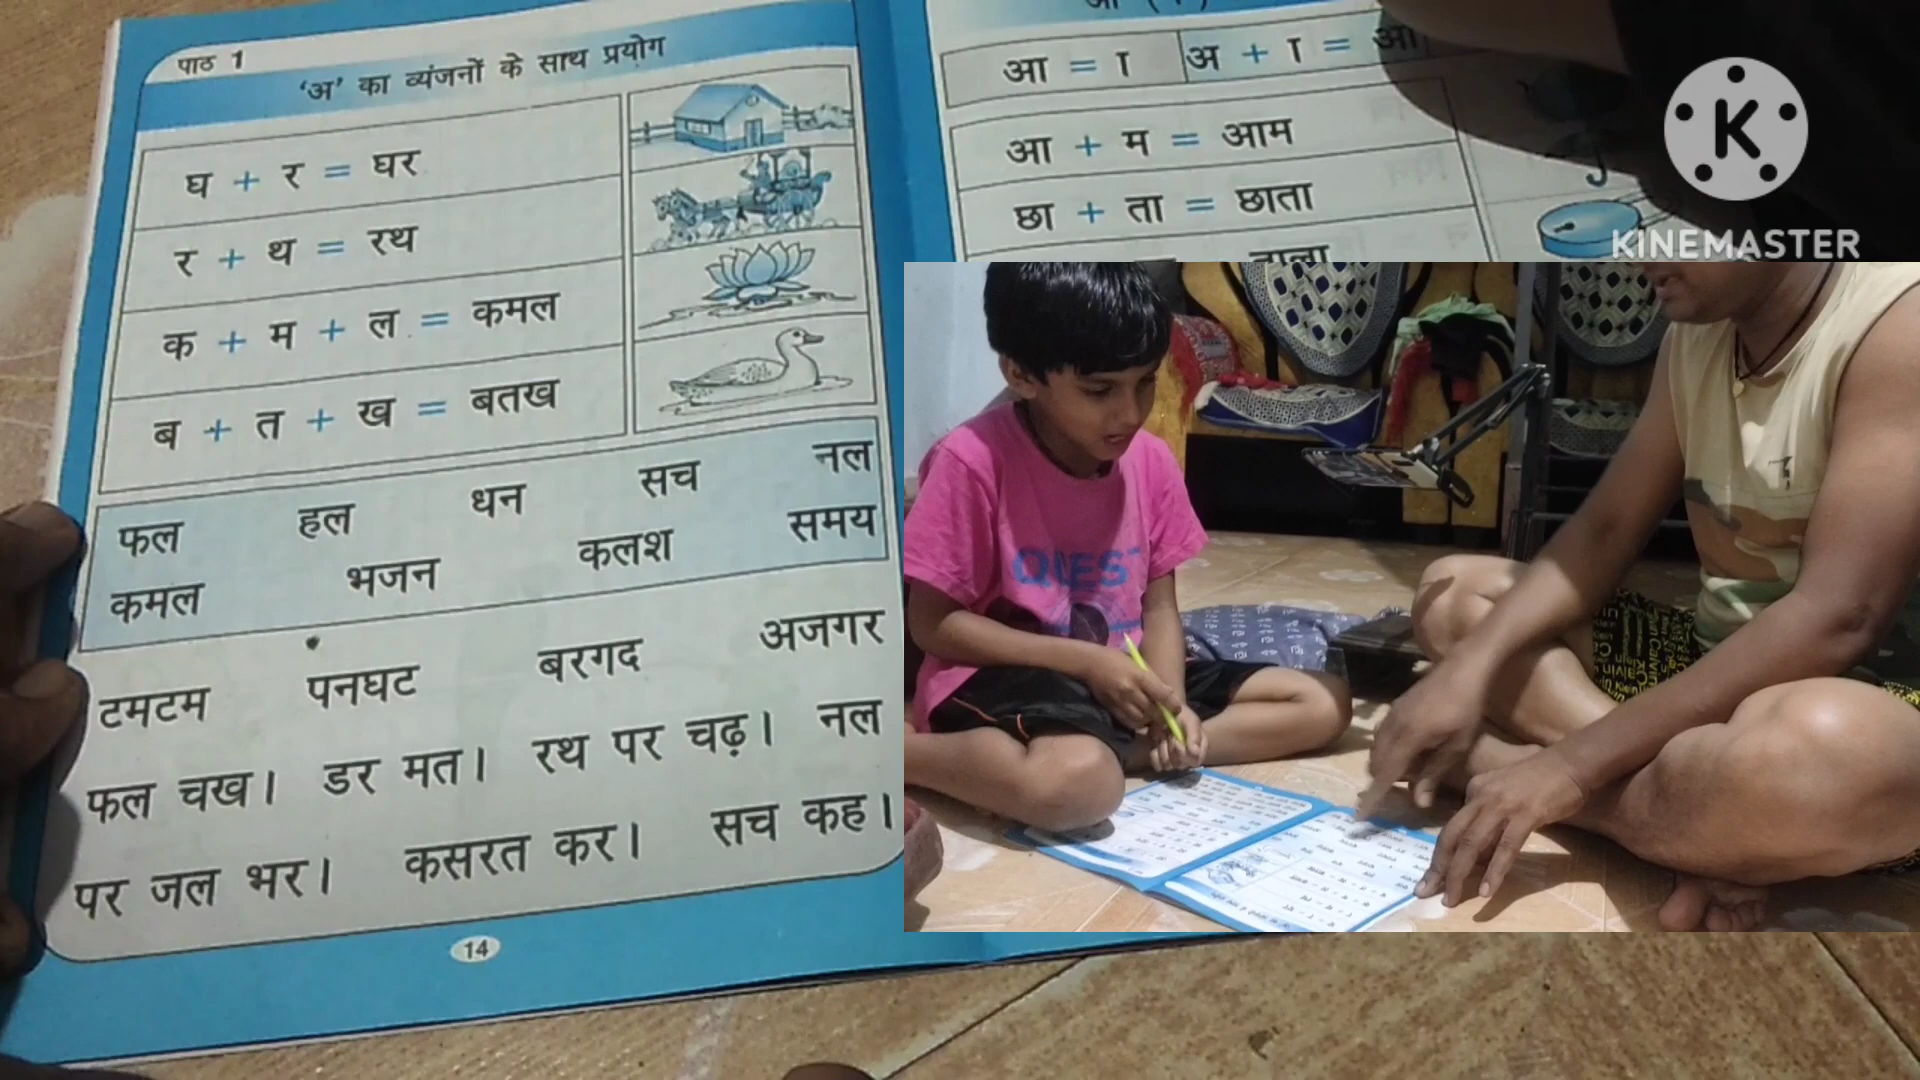 पाठ 1
'अ' का व्यंजनों के साथ प्रयोग
घ + र = घर
र + थ = रथ
क + म + ल = कमल
ब + त + ख = बतख
फल हल धन सच नल
कमल भजन कलश समय
टमटम पनघट बरगद अजगर
फल चख। डर मत। रथ पर चढ़। नल
पर जल भर। कसरत कर। सच कह।
14
आ = ा अ + ा = आ
आ + म = आम
छा + ता = छाता
KINEMASTER
QUEST